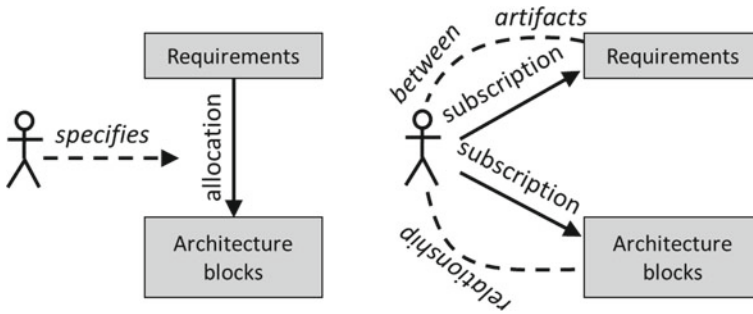 Requirements
specifies
allocation
Architecture
blocks
artifacts
between
Requirements
subscription
subscription
relationship
Architecture
blocks